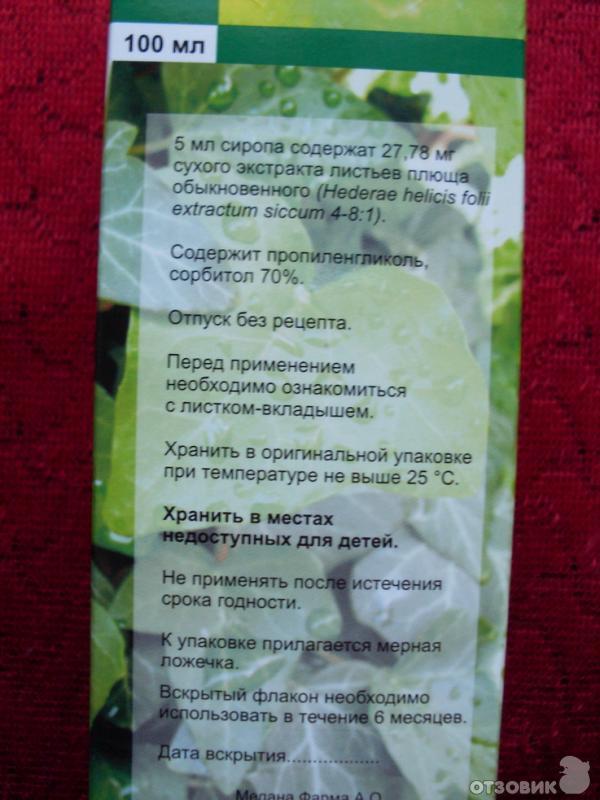 100 мл
5 мл сиропа содержат 27,78 мг
сухого экстракта листьев плюща
обыкновенного (Hederae helicis folii
extractum siccum 4-8:1).
Содержит пропиленгликоль,
сорбитол 70%.
Отпуск без рецепта.
Перед применением
необходимо ознакомиться
с листком-вкладышем.
Хранить в оригинальной упаковке
при температуре не выше 25 °C.
Хранить в местах
недоступных для детей.
Не применять после истечения
срока годности.
К упаковке прилагается мерная
ложечка.
Вскрытый флакон необходимо
использовать в течение 6 месяцев.
Дата вскрытия..................
Медана Фарма А.О.
отзовик